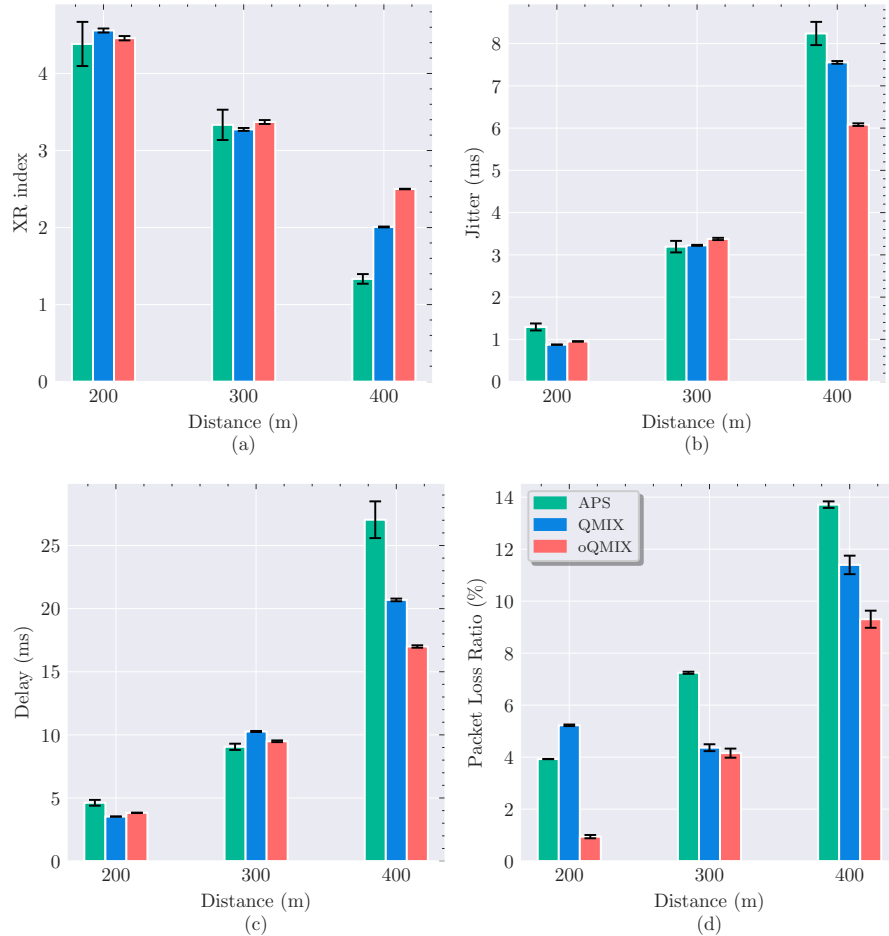 XR index
4
3
2
1
0
200
300
400
Distance (m)
(a)
Jitter (ms)
8
7
6
5
4
3
2
1
0
200
300
400
Distance (m)
(b)
Delay (ms)
25
20
15
10
5
0
200
300
400
Distance (m)
(c)
Packet Loss Ratio (%)
14
12
10
8
6
4
2
0
APS
QMIX
oQMIX
200
300
400
Distance (m)
(d)